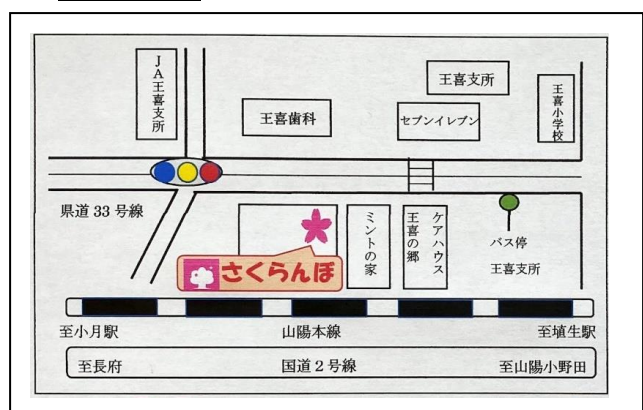 JA王喜支所
王喜歯科
王喜支所
セブンイレブン
王喜小学校
県道33号線
さくらんぼ
ミントの家
ケアハウス
王喜の郷
バス停
王喜支所
至小月駅
山陽本線
至埴生駅
至長府
国道2号線
至山陽小野田